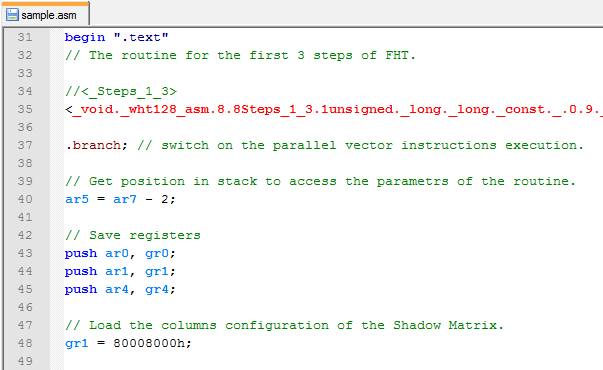 sample.asm
31 begin ".text"
32 // The routine for the first 3 steps of FHT.
33
34 //<_Steps_1_3>
35 <_void._wht128_asm.8.8Steps_1_3.1unsigned._long._long._const._.0.9._
36
37 .branch; // switch on the parallel vector instructions execution.
38
39 // Get position in stack to access the parametrs of the routine.
40 ar5 = ar7 - 2;
41
42 // Save registers
43 push ar0, gr0;
44 push ar1, gr1;
45 push ar4, gr4;
46
47 // Load the columns configuration of the Shadow Matrix.
48 gr1 = 80008000h;
49